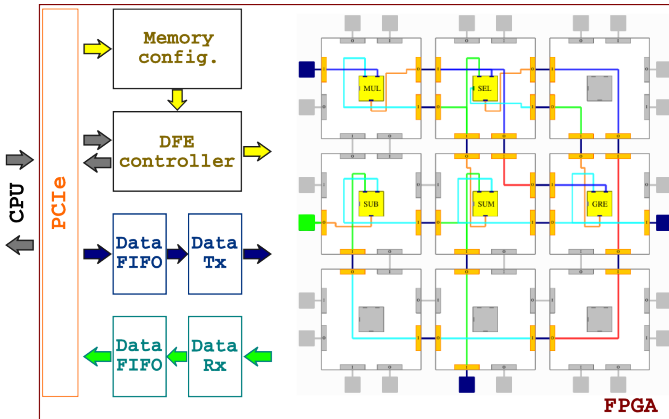 CPU
PCIe
Memory
config.
DFE
controller
Data
FIFO
Data
Tx
Data
FIFO
Data
Rx
MUL
SEL
SUB
SUM
GRE
FPGA